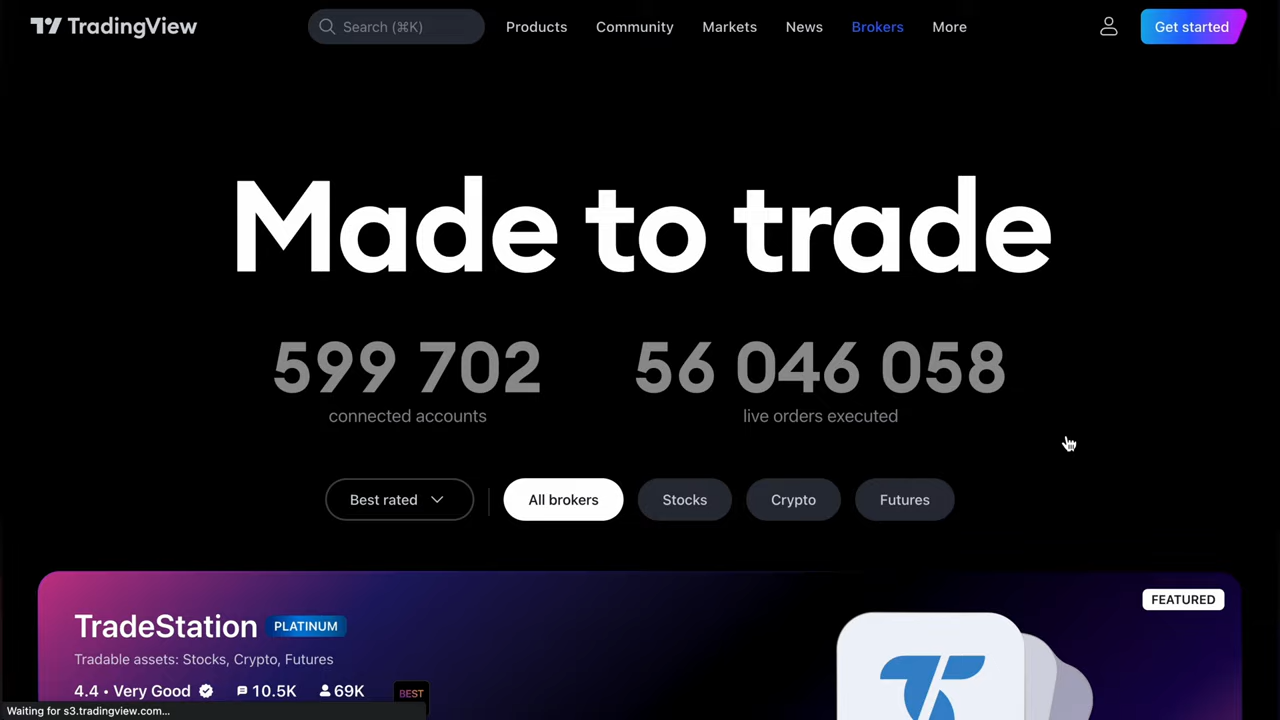 TradingView
Search (⌘K)
Products
Community
Markets
News
Brokers
More
Get started
Made to trade
599 702
56 046 058
connected accounts
live orders executed
Best rated
All brokers
Stocks
Crypto
Futures
FEATURED
TradeStation
PLATINUM
Tradable assets: Stocks, Crypto, Futures
4.4 • Very Good
10.5K
69K
BEST
Waiting for s3.tradingview.com...